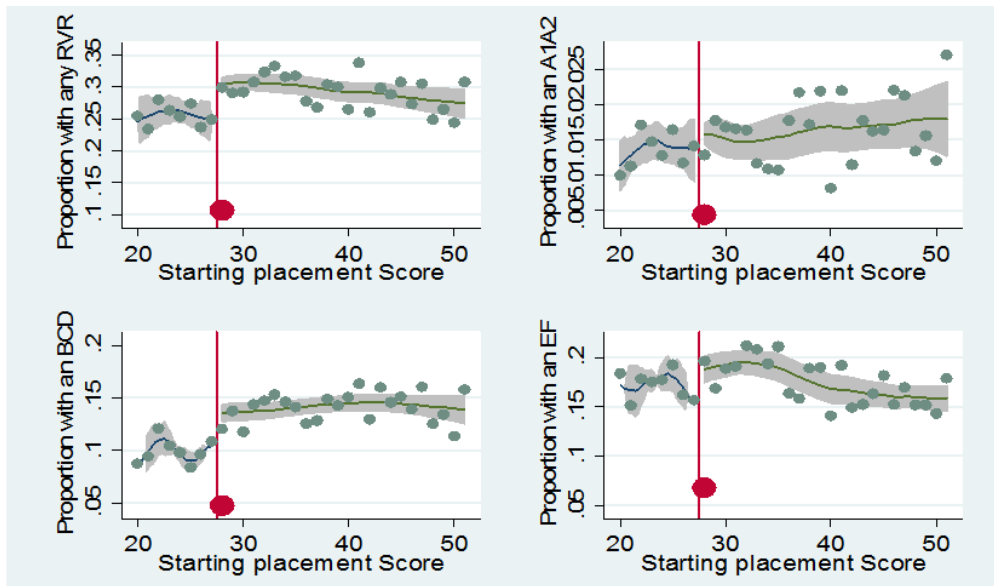 Proportion with any RVR
.1 .15 .2 .25 .3 .35
20 30 40 50
Starting placement Score
Proportion with an A1A2
.005 .01 .015 .02 .025
20 30 40 50
Starting placement Score
Proportion with an BCD
.05 .1 .15 .2
20 30 40 50
Starting placement Score
Proportion with an EF
.05 .1 .15 .2
20 30 40 50
Starting placement Score